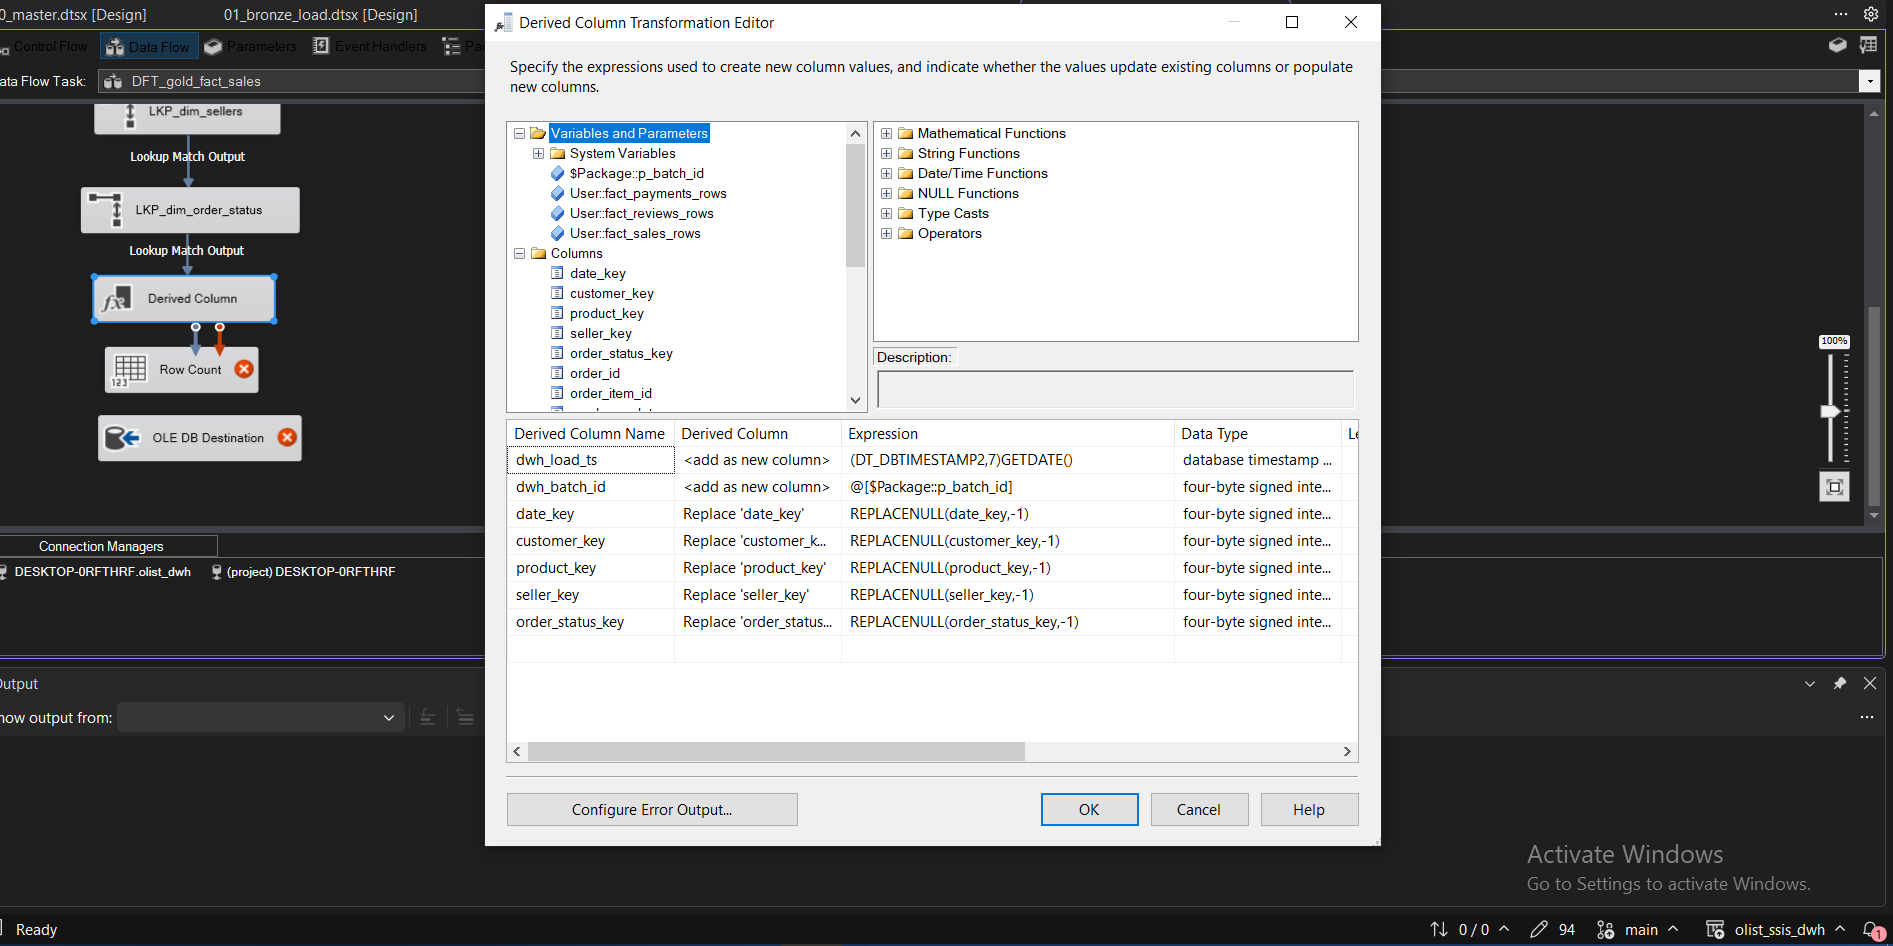 0_master.dtsx [Design] 01_bronze_load.dtsx [Design]
Control Flow Data Flow Parameters Event Handlers Pa
ata Flow Task: DFT_gold_fact_sales
LKP_dim_sellers
Lookup Match Output
LKP_dim_order_status
Lookup Match Output
Derived Column
Row Count
123
OLE DB Destination
Connection Managers
DESKTOP-0RFTHRF.olist_dwh (project) DESKTOP-0RFTHRF
Output
how output from:
Derived Column Transformation Editor
Specify the expressions used to create new column values, and indicate whether the values update existing columns or populate
new columns.
Variables and Parameters
System Variables
$Package::p_batch_id
User::fact_payments_rows
User::fact_reviews_rows
User::fact_sales_rows
Columns
date_key
customer_key
product_key
seller_key
order_status_key
order_id
order_item_id
Mathematical Functions
String Functions
Date/Time Functions
NULL Functions
Type Casts
Operators
Description:
Derived Column Name Derived Column Expression Data Type Le
dwh_load_ts <add as new column> (DT_DBTIMESTAMP2,7)GETDATE() database timestamp ...
dwh_batch_id <add as new column> @[$Package::p_batch_id] four-byte signed inte...
date_key Replace 'date_key' REPLACENULL(date_key,-1) four-byte signed inte...
customer_key Replace 'customer_k... REPLACENULL(customer_key,-1) four-byte signed inte...
product_key Replace 'product_key' REPLACENULL(product_key,-1) four-byte signed inte...
seller_key Replace 'seller_key' REPLACENULL(seller_key,-1) four-byte signed inte...
order_status_key Replace 'order_status... REPLACENULL(order_status_key,-1) four-byte signed inte...
Configure Error Output... OK Cancel Help
100%
Activate Windows
Go to Settings to activate Windows.
Ready 0 / 0 94 main olist_ssis_dwh 1